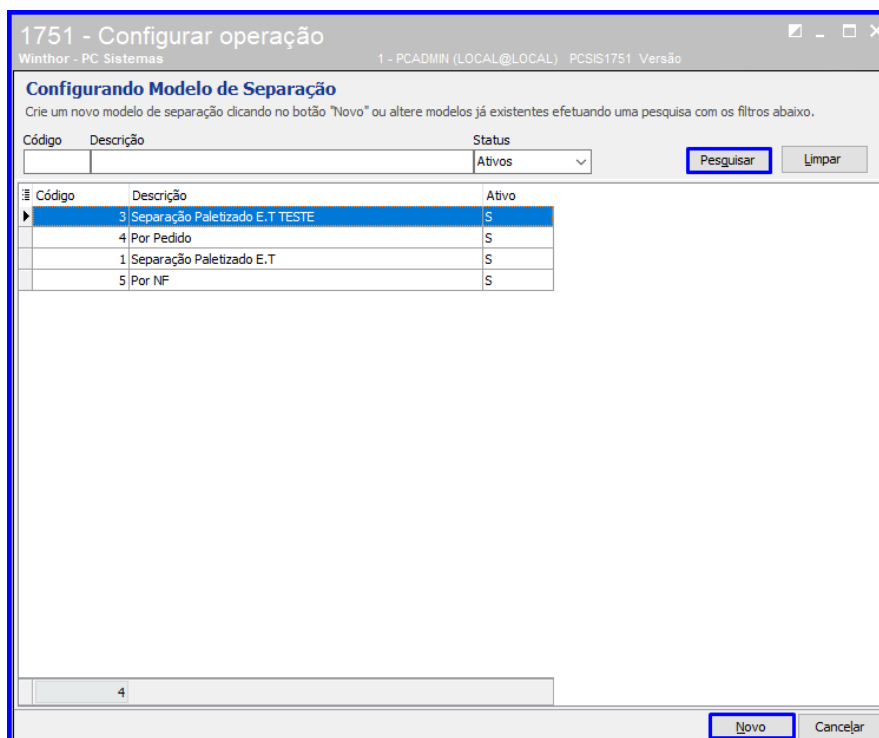 1751 - Configurar operação
Winthor - PC Sistemas 1 - PCADMIN (LOCAL@LOCAL) PCSIS1751 Versão
Configurando Modelo de Separação
Crie um novo modelo de separação clicando no botão "Novo" ou altere modelos já existentes efetuando uma pesquisa com os filtros abaixo.
Código Descrição Status
Ativos Pesquisar Limpar
Código Descrição Ativo
3 Separação Paletizado E.T TESTE S
4 Por Pedido S
1 Separação Paletizado E.T S
5 Por NF S
4
Novo Cancelar